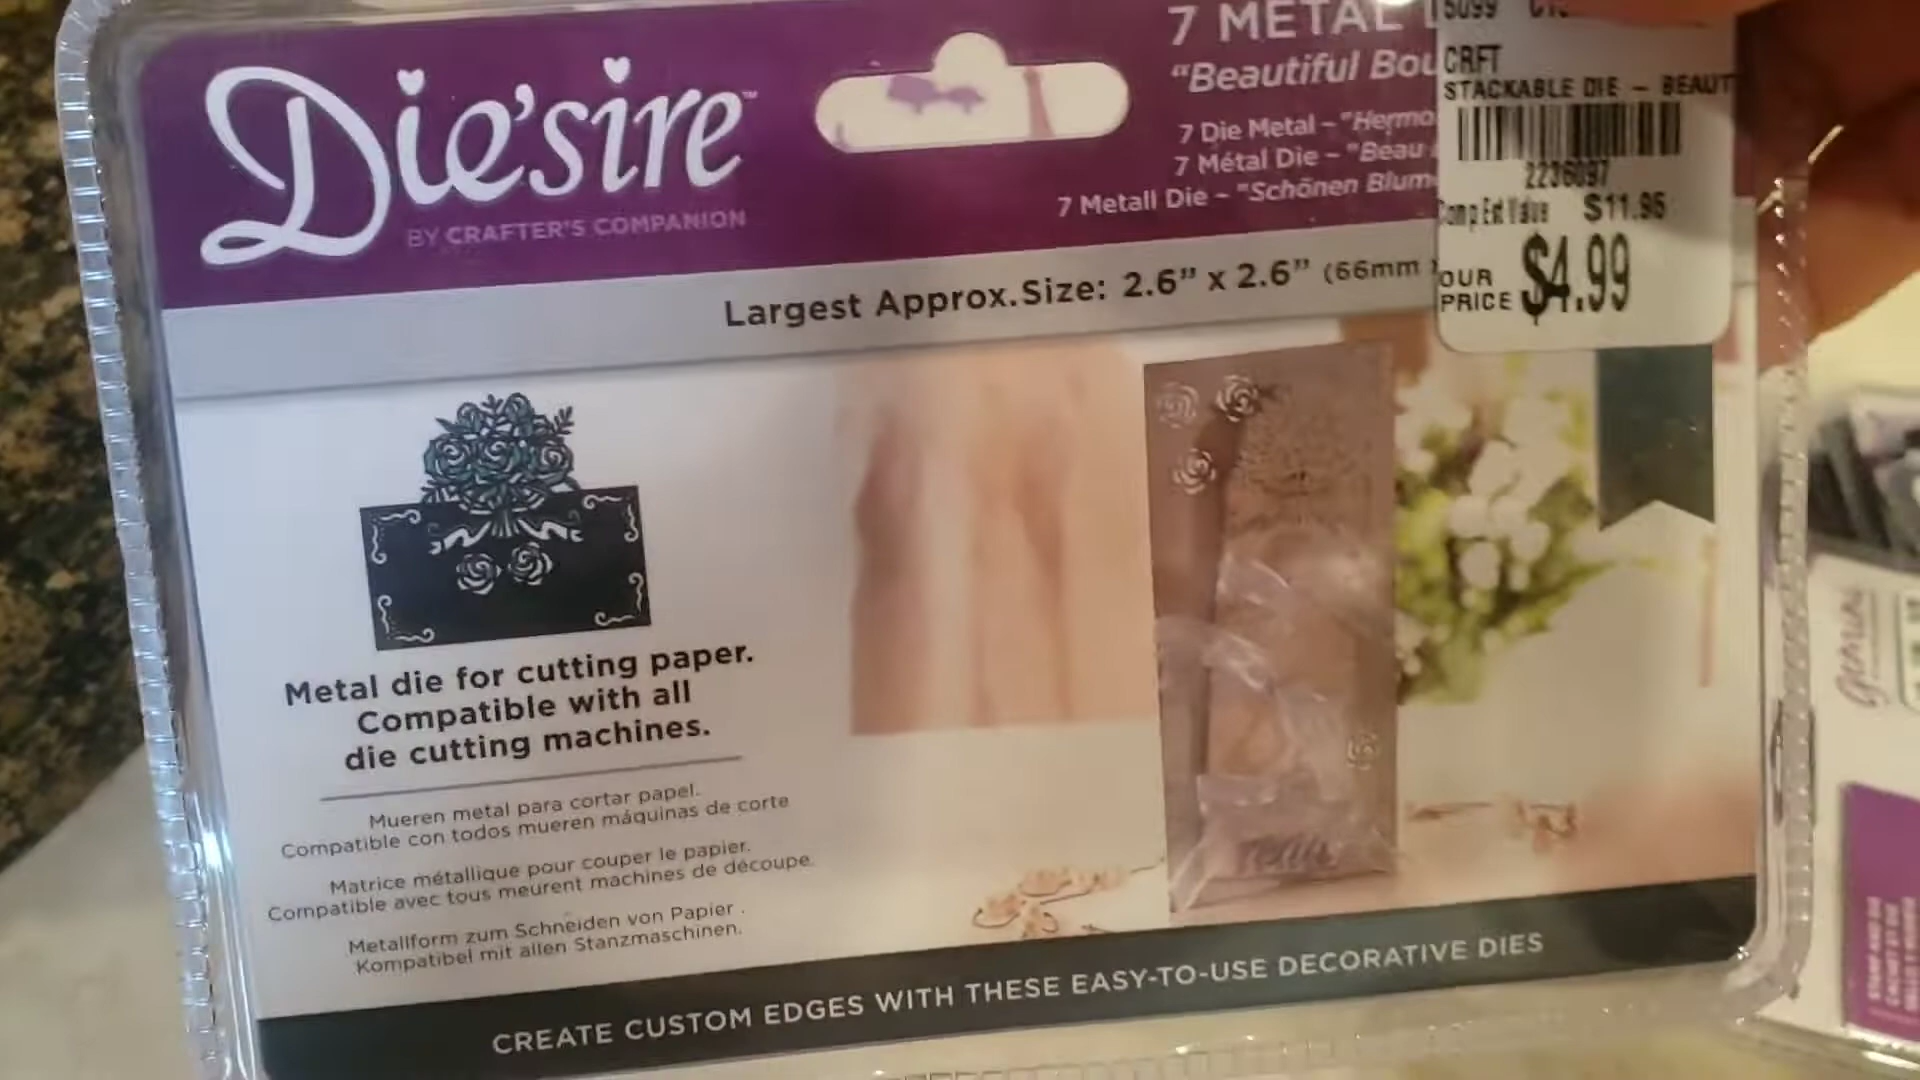 Die'sire™
BY CRAFTER'S COMPANION
7 METAL
"Beautiful Bou
7 Die Metal – "Hermo
7 Métal Die – "Beau
7 Metall Die – "Schönen Blum
Largest Approx.Size: 2.6" x 2.6" (66mm
5099
CRFT
STACKABLE DIE – BEAUT
2236097
Comp Est Value $11.95
OUR
PRICE $4.99
Metal die for cutting paper.
Compatible with all
die cutting machines.
Mueren metal para cortar papel.
Compatible con todos mueren máquinas de corte
Matrice métallique pour couper le papier.
Compatible avec tous meurent machines de découpe.
Metallform zum Schneiden von Papier .
Kompatibel mit allen Stanzmaschinen.
CREATE CUSTOM EDGES WITH THESE EASY-TO-USE DECORATIVE DIES
gemini